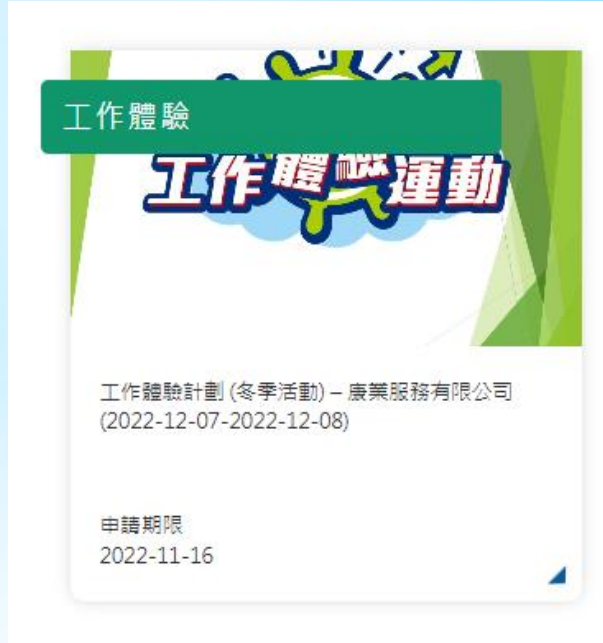 工作體驗
工作體驗運動
工作體驗計劃 (冬季活動) – 康業服務有限公司
(2022-12-07-2022-12-08)
申請期限
2022-11-16